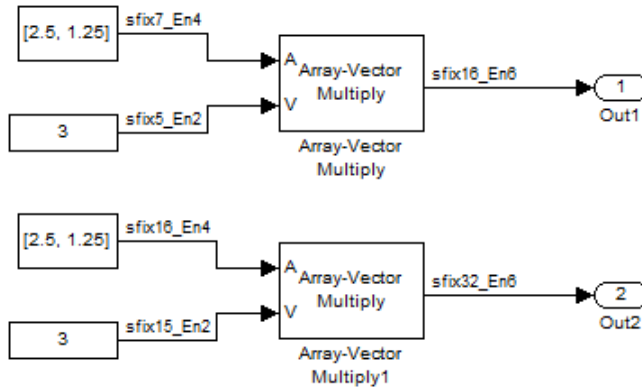 [2.5, 1.25]
sfix7_En4
A
V
Array-Vector
Multiply
sfix16_En6
1
Out1
3
sfix5_En2
Array-Vector
Multiply
[2.5, 1.25]
sfix16_En4
A
V
Array-Vector
Multiply
sfix32_En6
2
Out2
3
sfix15_En2
Array-Vector
Multiply1